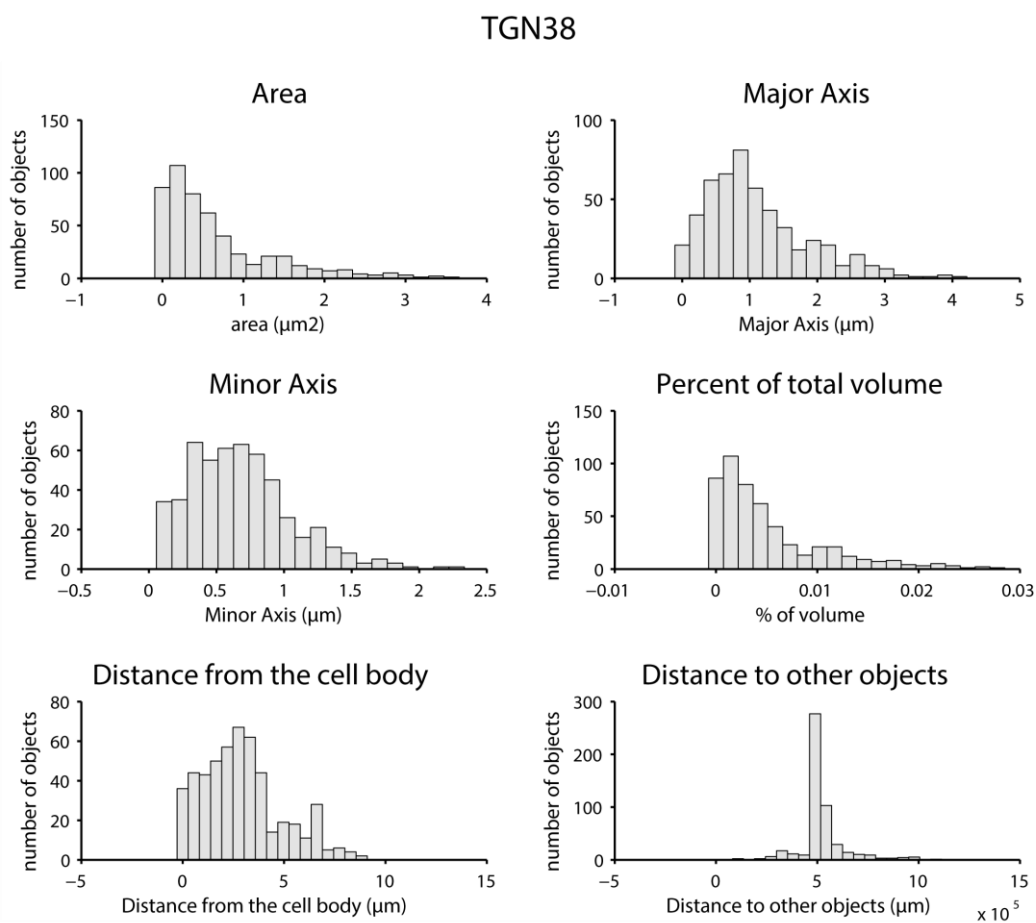 TGN38
Area
number of objects
150
100
50
0
−1 0 1 2 3 4
area (μm2)
Major Axis
number of objects
100
50
0
−1 0 1 2 3 4 5
Major Axis (μm)
Minor Axis
number of objects
80
60
40
20
0
−0.5 0 0.5 1 1.5 2 2.5
Minor Axis (μm)
Percent of total volume
number of objects
150
100
50
0
−0.01 0 0.01 0.02 0.03
% of volume
Distance from the cell body
number of objects
80
60
40
20
0
−5 0 5 10 15
Distance from the cell body (μm)
Distance to other objects
number of objects
300
200
100
0
−5 0 5 10 15
Distance to other objects (μm)
x 10⁵